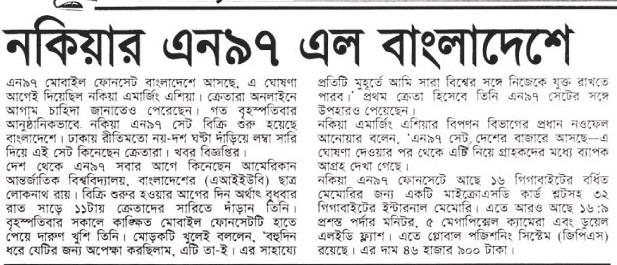 নকিয়ার এন৯৭ এল বাংলাদেশে
এন৯৭ মোবাইল ফোনসেট বাংলাদেশে আসছে, এ ঘোষণা
আগেই দিয়েছিল নকিয়া এমার্জিং এশিয়া। ক্রেতারা অনলাইনে
আগাম চাহিদা জানাতেও পেরেছেন। গত বৃহস্পতিবার
আনুষ্ঠানিকভাবে নকিয়া এন৯৭ সেট বিক্রি শুরু হয়েছে
বাংলাদেশে। ঢাকায় রীতিমতো নয়-দশ ঘণ্টা দাঁড়িয়ে লম্বা সারি
দিয়ে এই সেট কিনেছেন ক্রেতারা। খবর বিজ্ঞপ্তির।
দেশ থেকে এন৯৭ সবার আগে কিনেছেন আমেরিকান
আন্তর্জাতিক বিশ্ববিদ্যালয়, বাংলাদেশের (এআইইউবি) ছাত্র
লোকনাথ রায়। বিক্রি শুরুর হওয়ার আগের দিন অর্থাৎ বুধবার
রাত সাড়ে ১১টায় ক্রেতাদের সারিতে দাঁড়ান তিনি।
বৃহস্পতিবার সকালে কাঙ্ক্ষিত মোবাইল ফোনসেটটি হাতে
পেয়ে দারুণ খুশি তিনি। মোড়কটি খুলেই বললেন, 'বহুদিন
ধরে যেটির জন্য অপেক্ষা করছিলাম, এটি তা-ই। এর সাহায্যে
প্রতিটি মুহূর্তে আমি সারা বিশ্বের সঙ্গে নিজেকে যুক্ত রাখতে
পারব।' প্রথম ক্রেতা হিসেবে তিনি এন৯৭ সেটের সঙ্গে
উপহারও পেয়েছেন।
নকিয়া এমার্জিং এশিয়ার বিপণন বিভাগের প্রধান নওফেল
আনোয়ার বলেন, 'এন৯৭ সেট দেশের বাজারে আসছে—এ
ঘোষণা দেওয়ার পর থেকে এটি নিয়ে গ্রাহকদের মধ্যে ব্যাপক
আগ্রহ দেখা গেছে।
নকিয়া এন৯৭ ফোনসেটে আছে ১৬ গিগাবাইটের বর্ধিত
মেমোরির জন্য একটি মাইক্রোএসডি কার্ড স্লটসহ ৩২
গিগাবাইটের ইন্টারনাল মেমোরি। এতে আরও আছে ১৬:৯
প্রশস্ত পর্দার মনিটর, ৫ মেগাপিক্সেল ক্যামেরা এবং ডুয়েল
এলইডি ফ্ল্যাশ। এতে গ্লোবাল পজিশনিং সিস্টেম (জিপিএস)
রয়েছে। এর দাম ৪৬ হাজার ৯০০ টাকা।